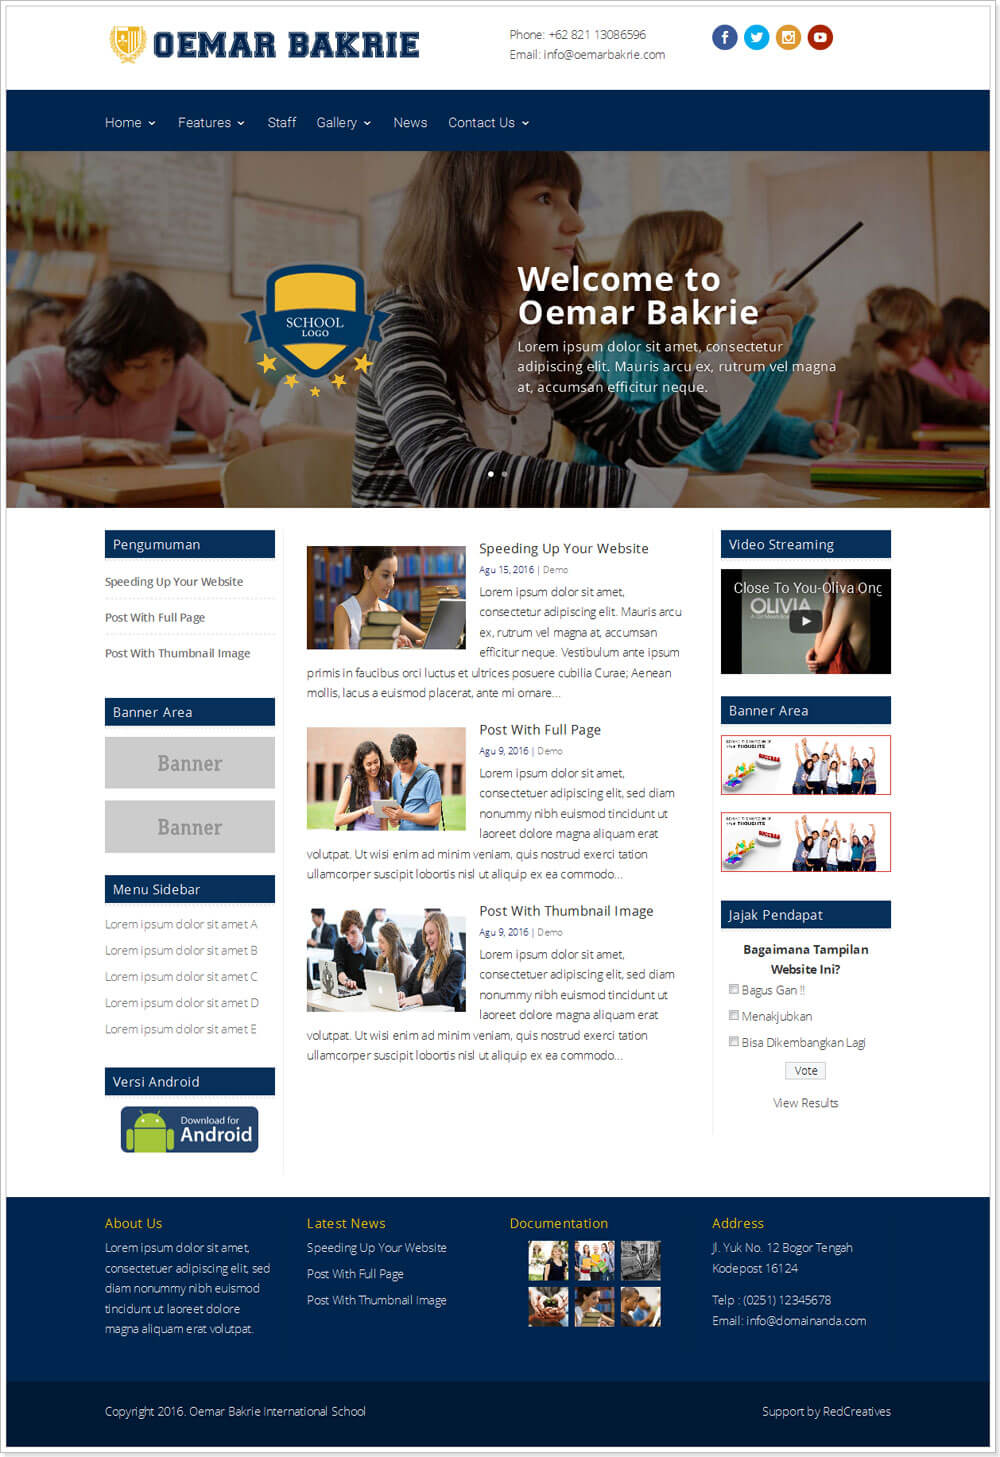 OEMAR BAKRIE
Phone: +62 821 13086596
Email: info@oemarbakrie.com
Home
Features
Staff
Gallery
News
Contact Us
SCHOOL
LOGO
Welcome to
Oemar Bakrie
Lorem ipsum dolor sit amet, consectetur
adipiscing elit. Mauris arcu ex, rutrum vel magna
at, accumsan efficitur neque.
Pengumuman
Speeding Up Your Website
Post With Full Page
Post With Thumbnail Image
Banner Area
Banner
Banner
Menu Sidebar
Lorem ipsum dolor sit amet A
Lorem ipsum dolor sit amet B
Lorem ipsum dolor sit amet C
Lorem ipsum dolor sit amet D
Lorem ipsum dolor sit amet E
Versi Android
Download for
Android
Speeding Up Your Website
Agu 15, 2016 | Demo
Lorem ipsum dolor sit amet,
consectetur adipiscing elit. Mauris arcu
ex, rutrum vel magna at, accumsan
efficitur neque. Vestibulum ante ipsum
primis in faucibus orci luctus et ultrices posuere cubilia Curae; Aenean
mollis, lacus a euismod placerat, ante mi ornare...
Post With Full Page
Agu 9, 2016 | Demo
Lorem ipsum dolor sit amet,
consectetuer adipiscing elit, sed diam
nonummy nibh euismod tincidunt ut
laoreet dolore magna aliquam erat
volutpat. Ut wisi enim ad minim veniam, quis nostrud exerci tation
ullamcorper suscipit lobortis nisl ut aliquip ex ea commodo...
Post With Thumbnail Image
Agu 9, 2016 | Demo
Lorem ipsum dolor sit amet,
consectetuer adipiscing elit, sed diam
nonummy nibh euismod tincidunt ut
laoreet dolore magna aliquam erat
volutpat. Ut wisi enim ad minim veniam, quis nostrud exerci tation
ullamcorper suscipit lobortis nisl ut aliquip ex ea commodo...
Video Streaming
Close To You-Oliva Ong
OLIVIA
Banner Area
THOUGHTS
SUCCESS
THOUGHTS
SUCCESS
Jajak Pendapat
Bagaimana Tampilan
Website Ini?
Bagus Gan !!
Menakjubkan
Bisa Dikembangkan Lagi
Vote
View Results
About Us
Lorem ipsum dolor sit amet,
consectetuer adipiscing elit, sed
diam nonummy nibh euismod
tincidunt ut laoreet dolore
magna aliquam erat volutpat.
Latest News
Speeding Up Your Website
Post With Full Page
Post With Thumbnail Image
Documentation
Address
Jl. Yuk No. 12 Bogor Tengah
Kodepost 16124
Telp : (0251) 12345678
Email: info@domainanda.com
Copyright 2016. Oemar Bakrie International School
Support by RedCreatives